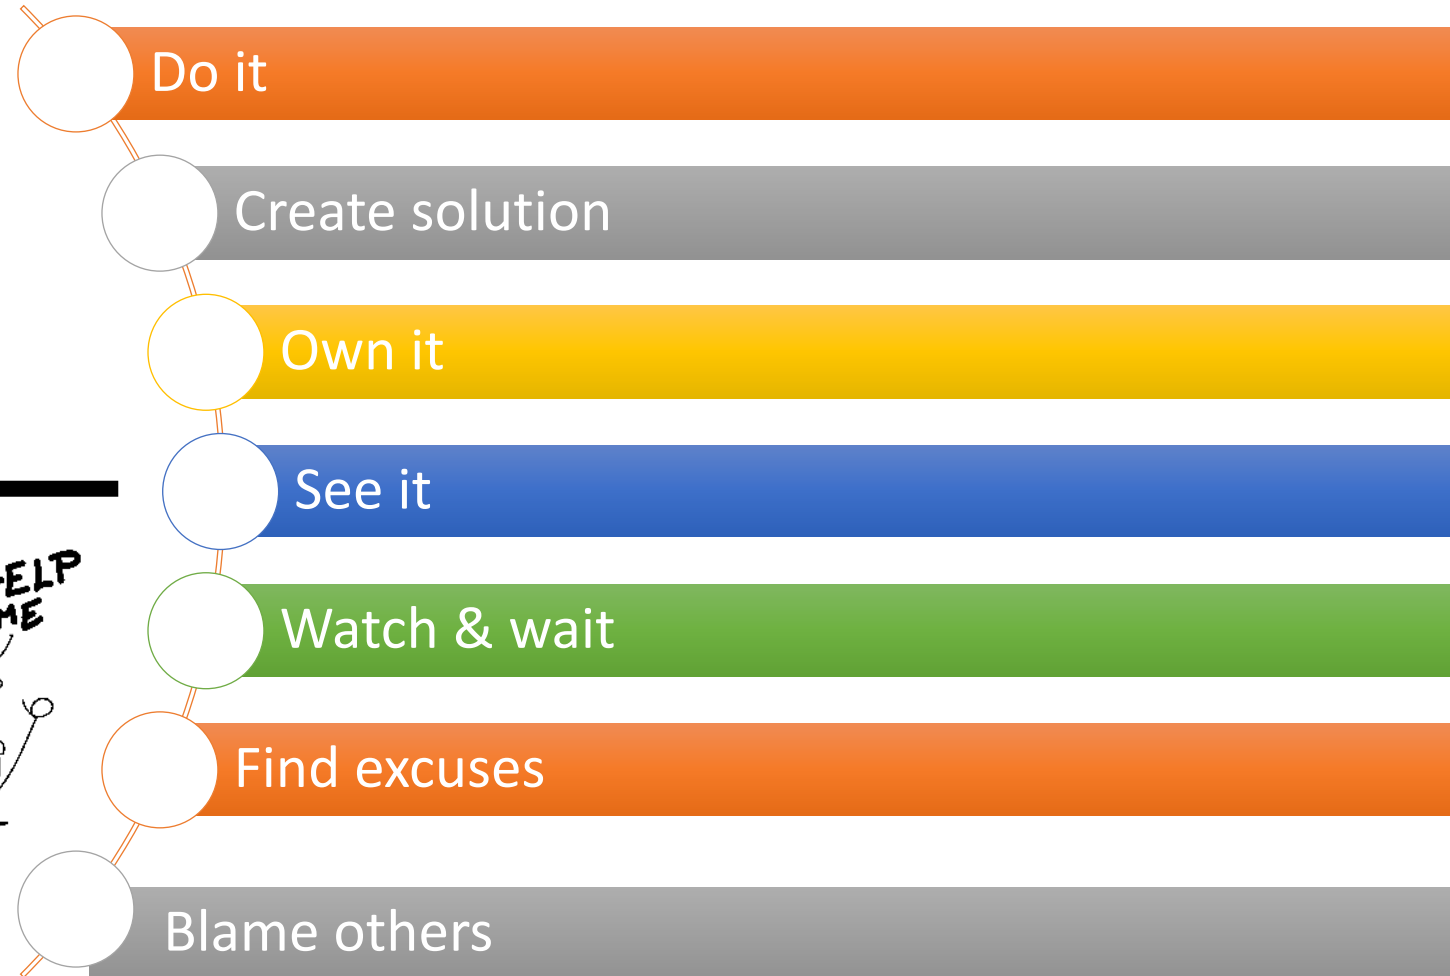 Do it
Create solution
Own it
See it
Watch & wait
Find excuses
Blame others